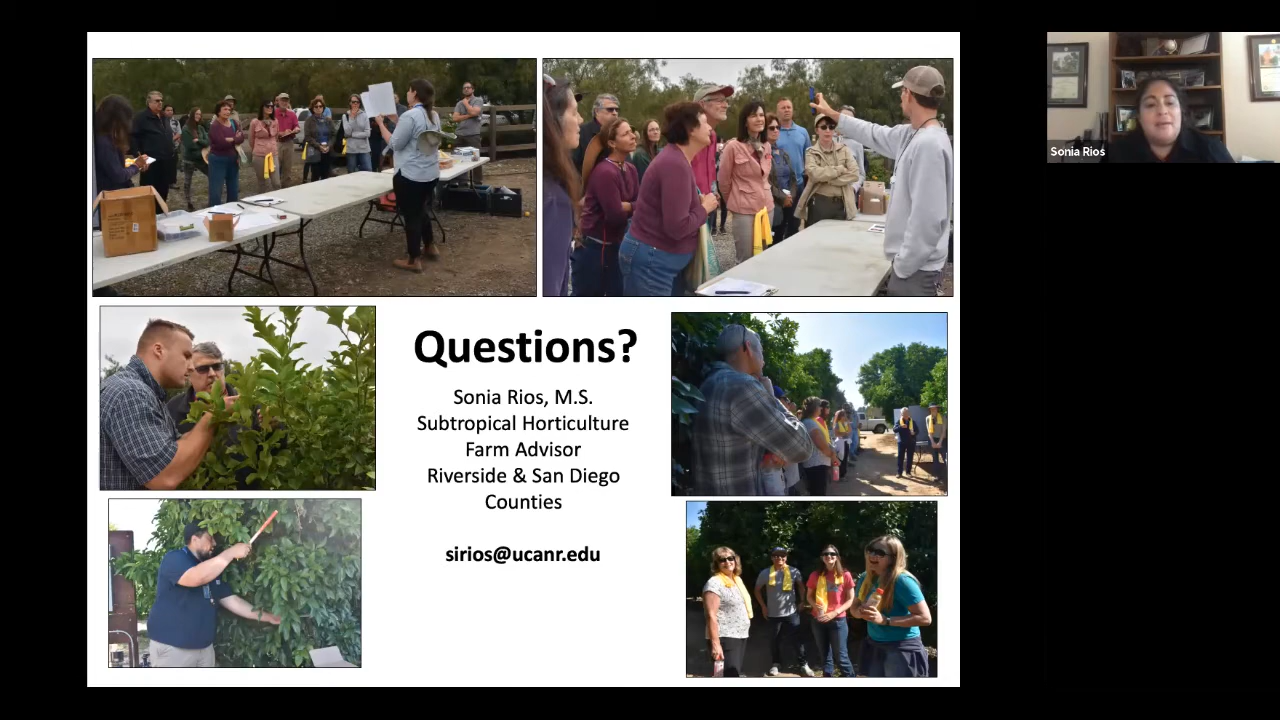 Questions?
Sonia Rios, M.S.
Subtropical Horticulture
Farm Advisor
Riverside & San Diego
Counties
sirios@ucanr.edu
Sonia Rios